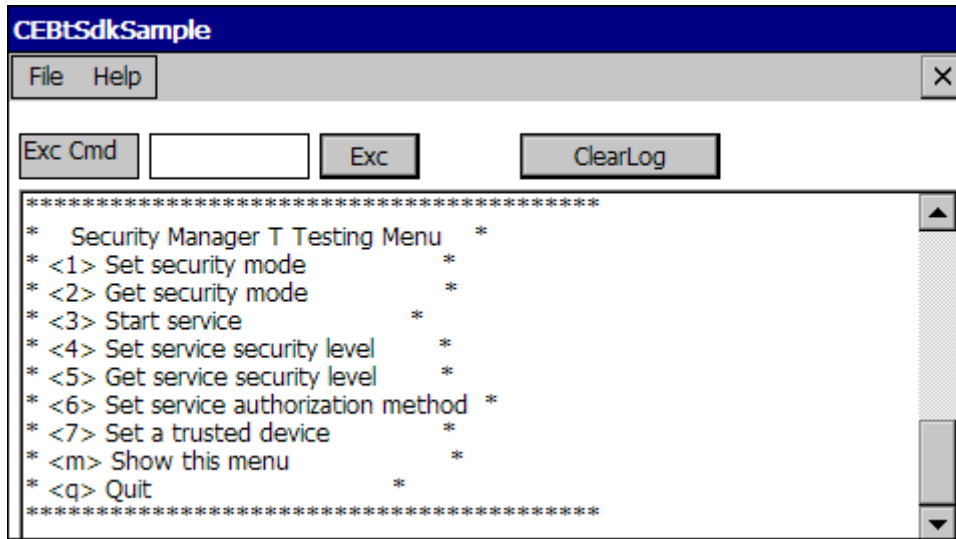 CEBtSdkSample
File Help
Exc Cmd Exc ClearLog
*****************************************
* Security Manager T Testing Menu *
* <1> Set security mode *
* <2> Get security mode *
* <3> Start service *
* <4> Set service security level *
* <5> Get service security level *
* <6> Set service authorization method *
* <7> Set a trusted device *
* <m> Show this menu *
* <q> Quit *
*****************************************